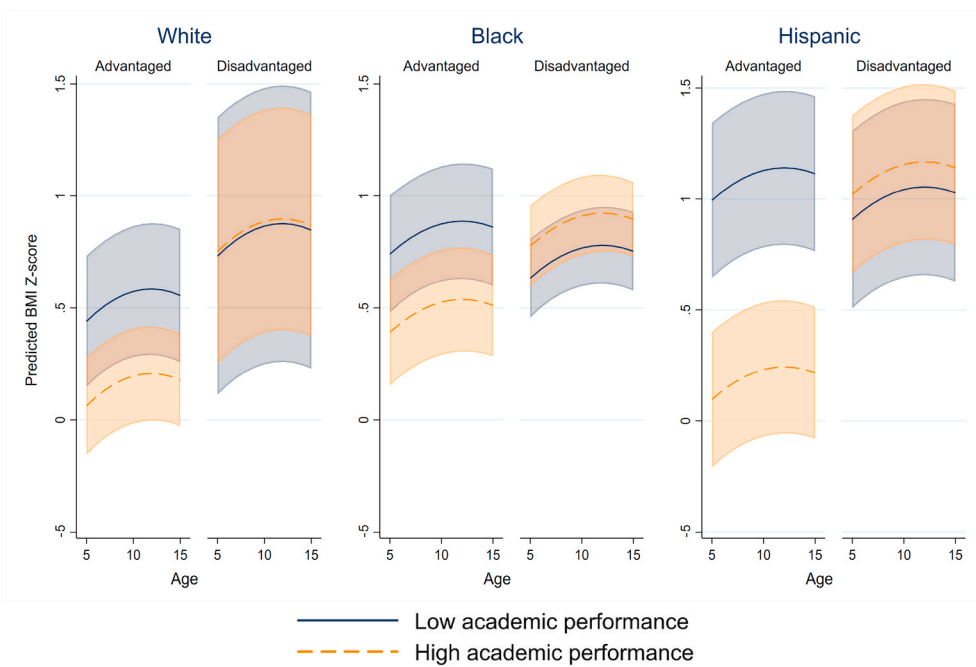 White Black Hispanic
Advantaged Disadvantaged Advantaged Disadvantaged Advantaged Disadvantaged
Predicted BMI Z-score
1.5 1.5 1.5
1 1 1
.5 .5 .5
0 0 0
-.5 -.5 -.5
5 10 15 5 10 15 5 10 15 5 10 15 5 10 15 5 10 15
Age Age Age
Low academic performance
High academic performance